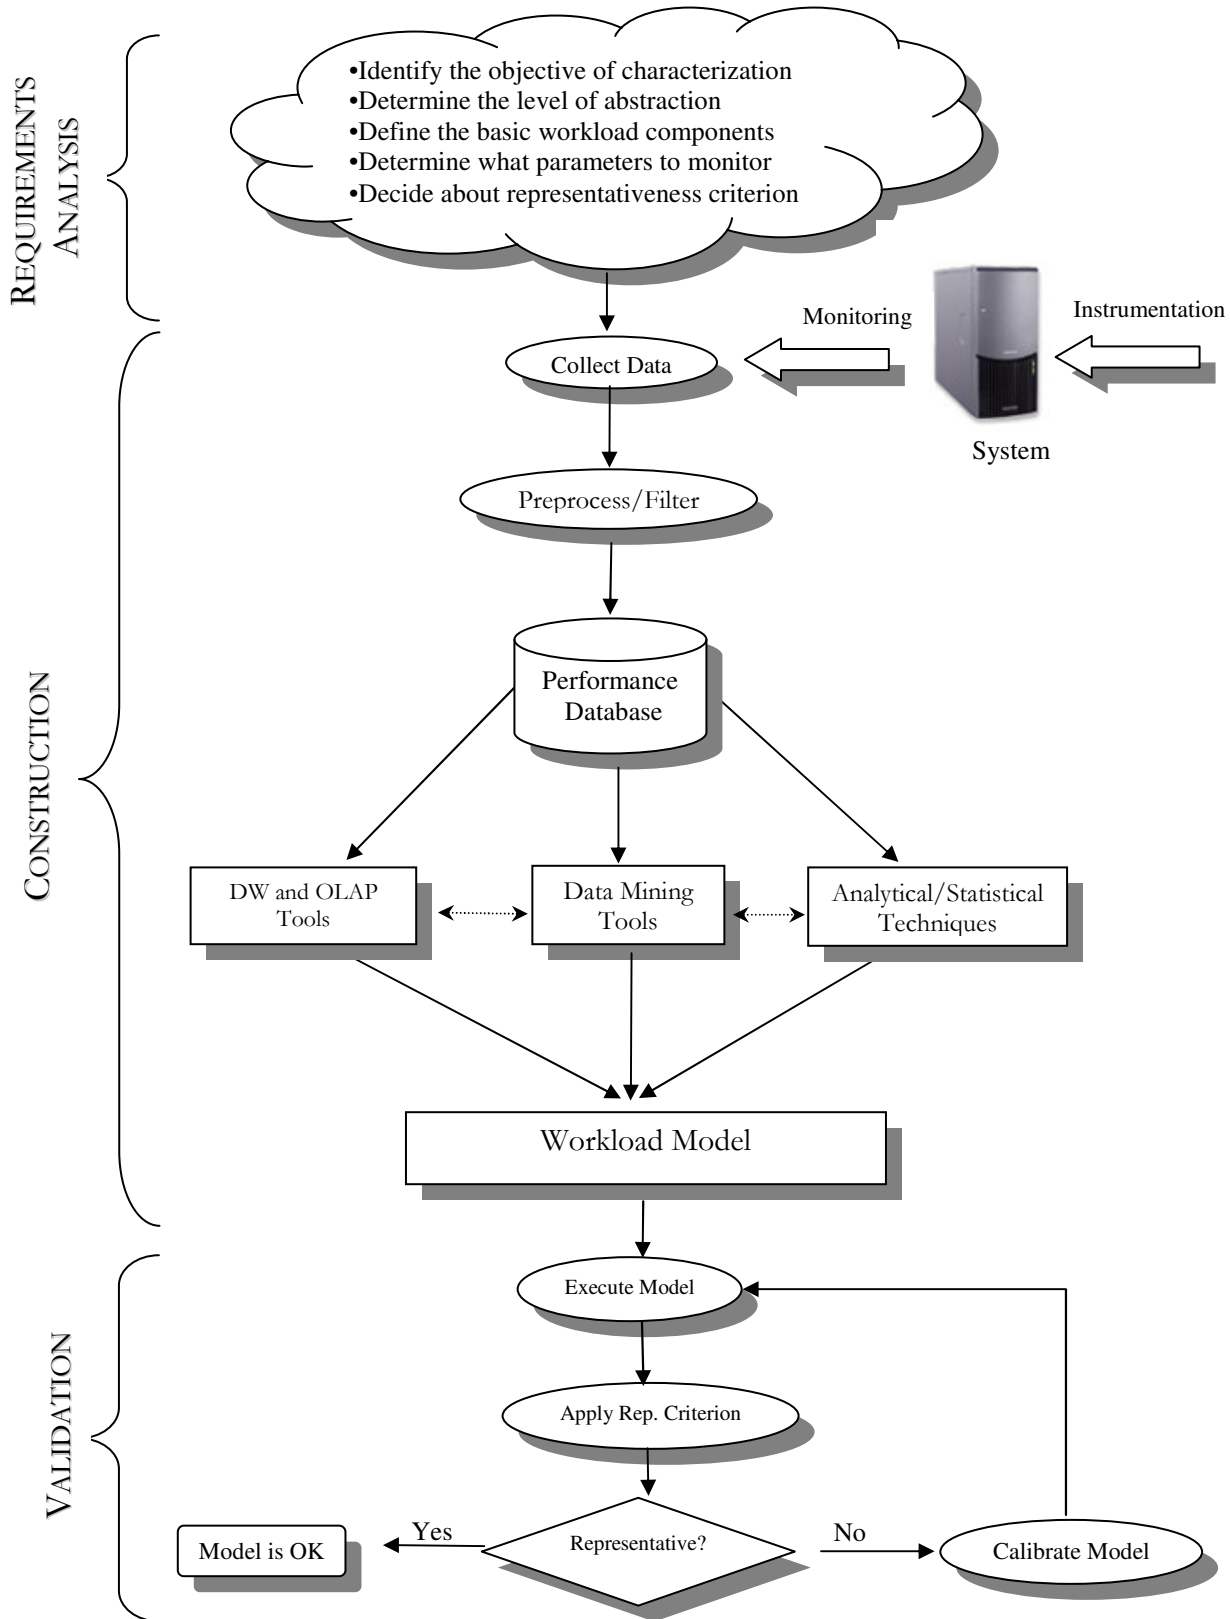 REQUIREMENTS
ANALYSIS
•Identify the objective of characterization
•Determine the level of abstraction
•Define the basic workload components
•Determine what parameters to monitor
•Decide about representativeness criterion
Monitoring
Instrumentation
System
CONSTRUCTION
Collect Data
Preprocess/Filter
Performance
Database
DW and OLAP
Tools
Data Mining
Tools
Analytical/Statistical
Techniques
Workload Model
VALIDATION
Execute Model
Apply Rep. Criterion
Representative?
Yes
No
Model is OK
Calibrate Model